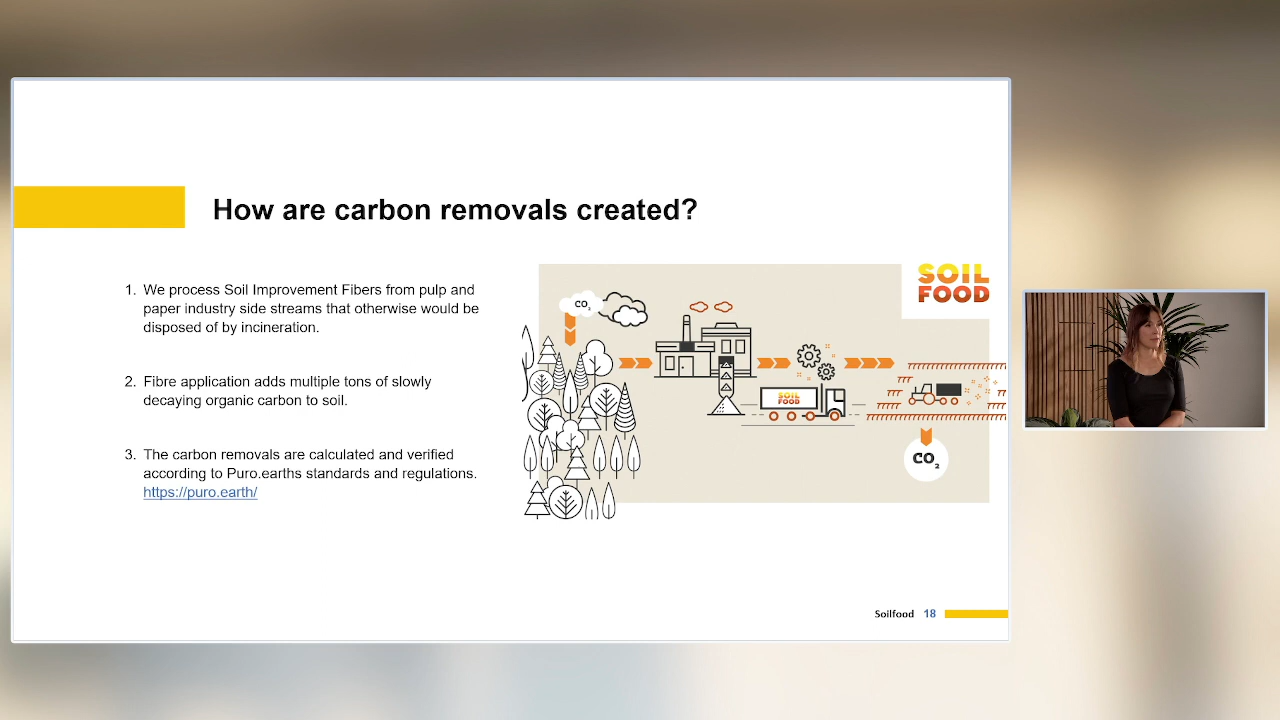 How are carbon removals created?
1. We process Soil Improvement Fibers from pulp and
paper industry side streams that otherwise would be
disposed of by incineration.
2. Fibre application adds multiple tons of slowly
decaying organic carbon to soil.
3. The carbon removals are calculated and verified
according to Puro.earths standards and regulations.
https://puro.earth/
SOIL
FOOD
CO2
SOIL
FOOD
CO2
Soilfood 18